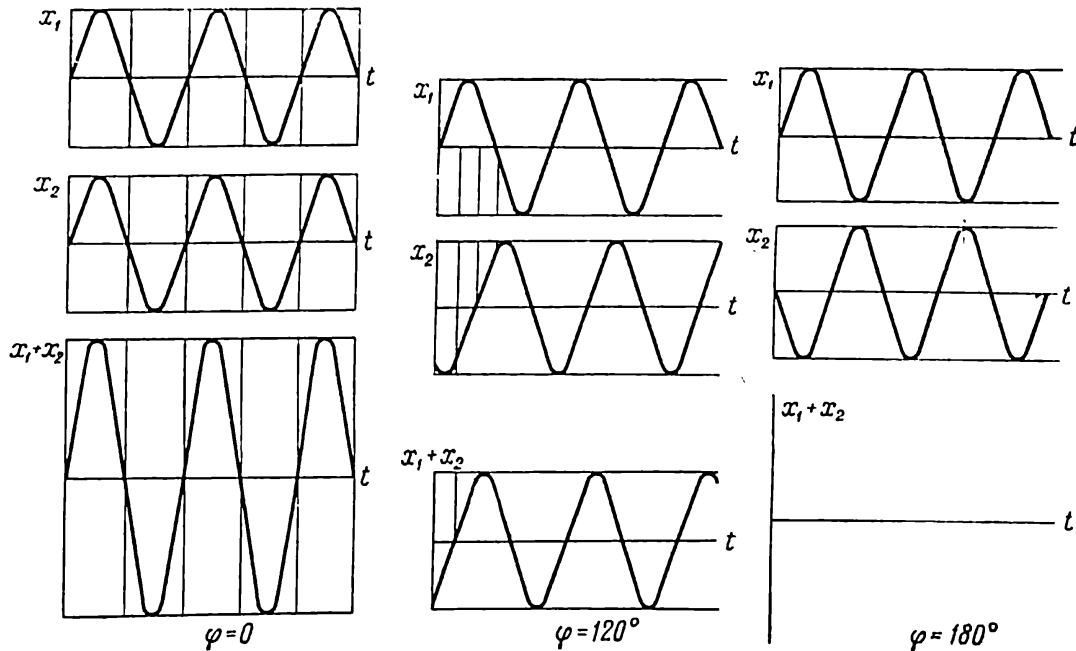 x₁
t
x₂
t
x₁+x₂
t
φ=0
x₁
t
x₂
t
x₁+x₂
t
φ=120°
x₁
t
x₂
t
x₁+x₂
t
φ=180°